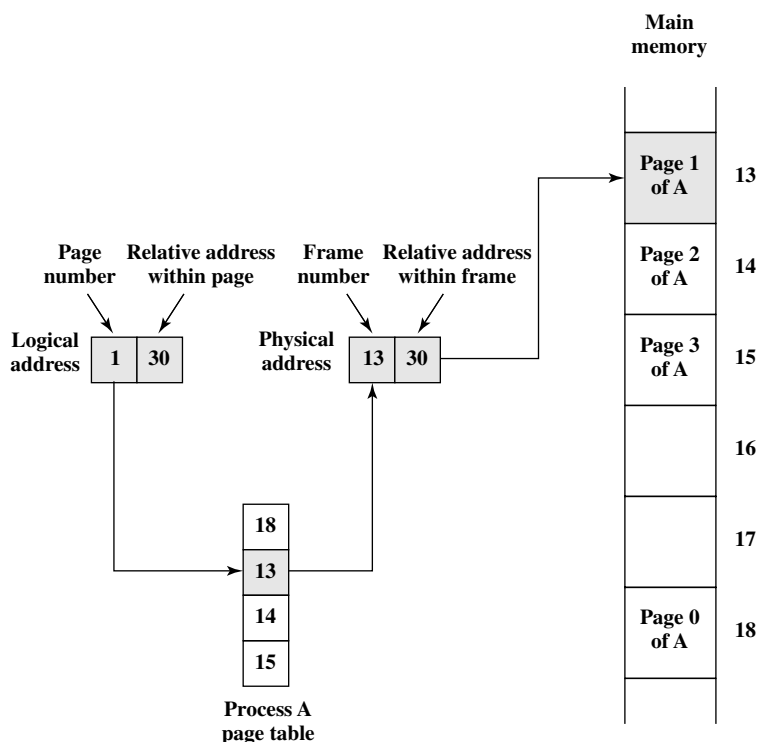 Main
memory
Page 1
of A
13
Page
number
Relative address
within page
Frame
number
Relative address
within frame
Page 2
of A
14
Logical
address
1
30
Physical
address
13
30
Page 3
of A
15
16
18
13
14
15
17
Page 0
of A
18
Process A
page table